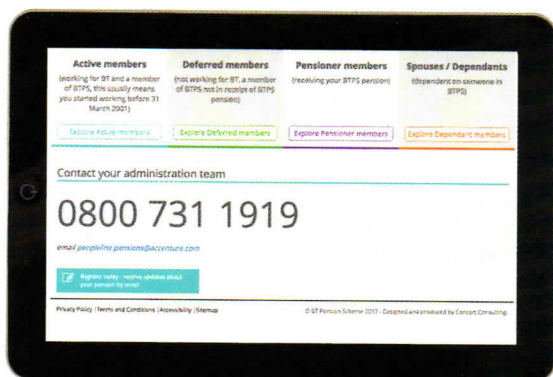 Active members
(working for BT and a member
of BTPS, this usually means
you started working before 31
March 2001)
Explore Active members
Deferred members
(not working for BT, a member
of BTPS not in receipt of BTPS
pension)
Explore Deferred members
Pensioner members
(receiving your BTPS pension)
Explore Pensioner members
Spouses / Dependants
(dependent on someone in
BTPS)
Explore Dependant members
Contact your administration team
0800 731 1919
email peopleline.pensions@accenture.com
Register today - receive updates about
your pension by email
Privacy Policy | Terms and Conditions | Accessibility | Sitemap
© BT Pension Scheme 2017 - Designed and produced by Concert Consulting.